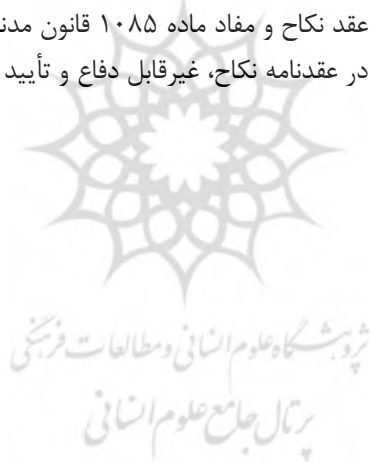 عقد نکاح و مفاد ماده ۱۰۸۵ قانون مدن
در عقدنامه نکاح، غیرقابل دفاع و تأیید
پژوهشگاه علوم انسانی و مطالعات فرهنگی
پرتال جامع علوم انسانی